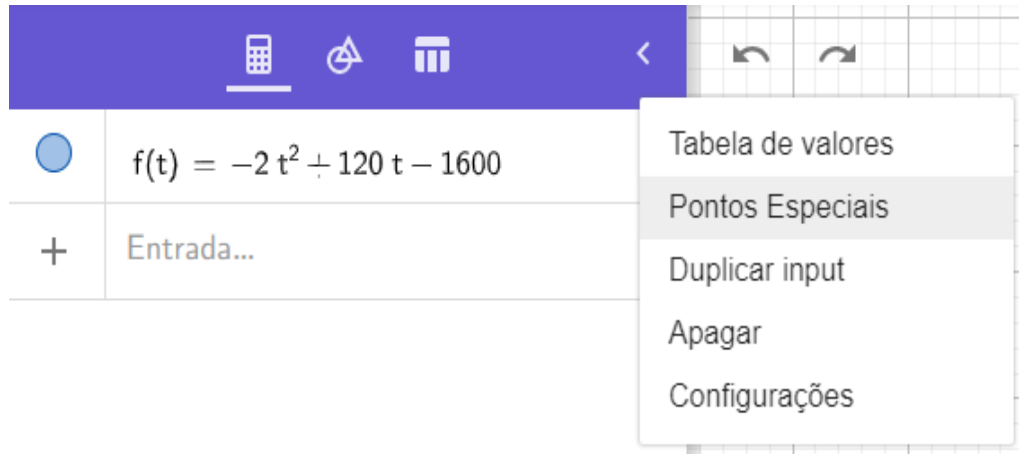 f(t) = −2 t² + 120 t − 1600
+ Entrada...
Tabela de valores
Pontos Especiais
Duplicar input
Apagar
Configurações